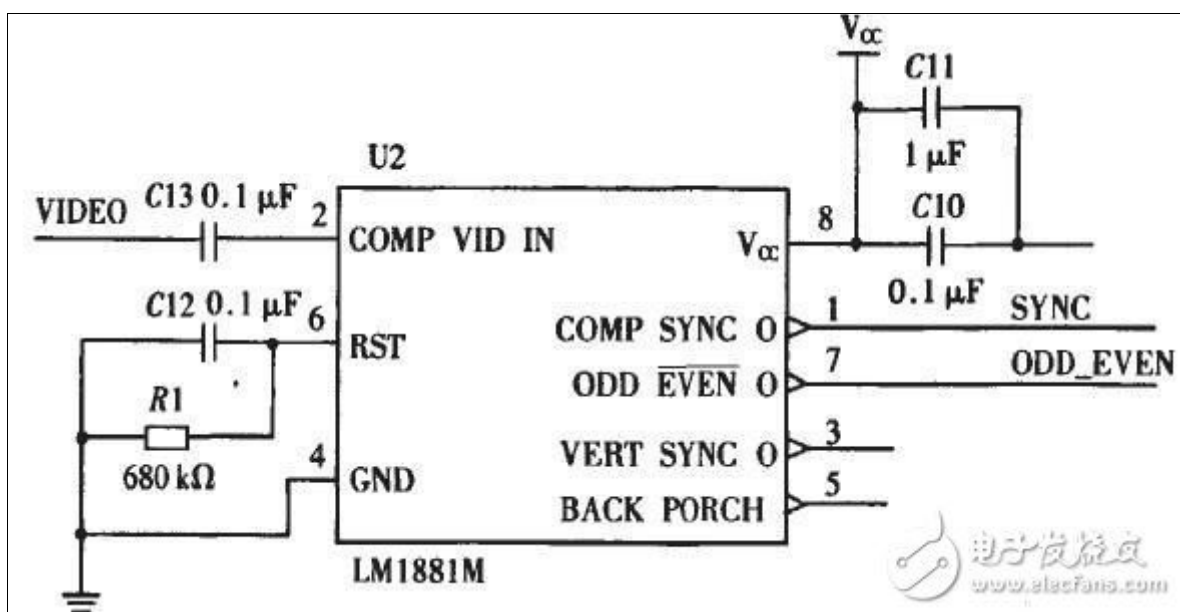 Vcc
C11
1 μF
U2
C13 0.1 μF
VIDEO
2
COMP VID IN
C10
8
Vcc
0.1 μF
C12 0.1 μF
6
RST
1
SYNC
COMP SYNC O
7
ODD_EVEN
ODD EVEN O
R1
680 kΩ
4
GND
3
VERT SYNC O
5
BACK PORCH
LM1881M
电子发烧友
www.elecfans.com